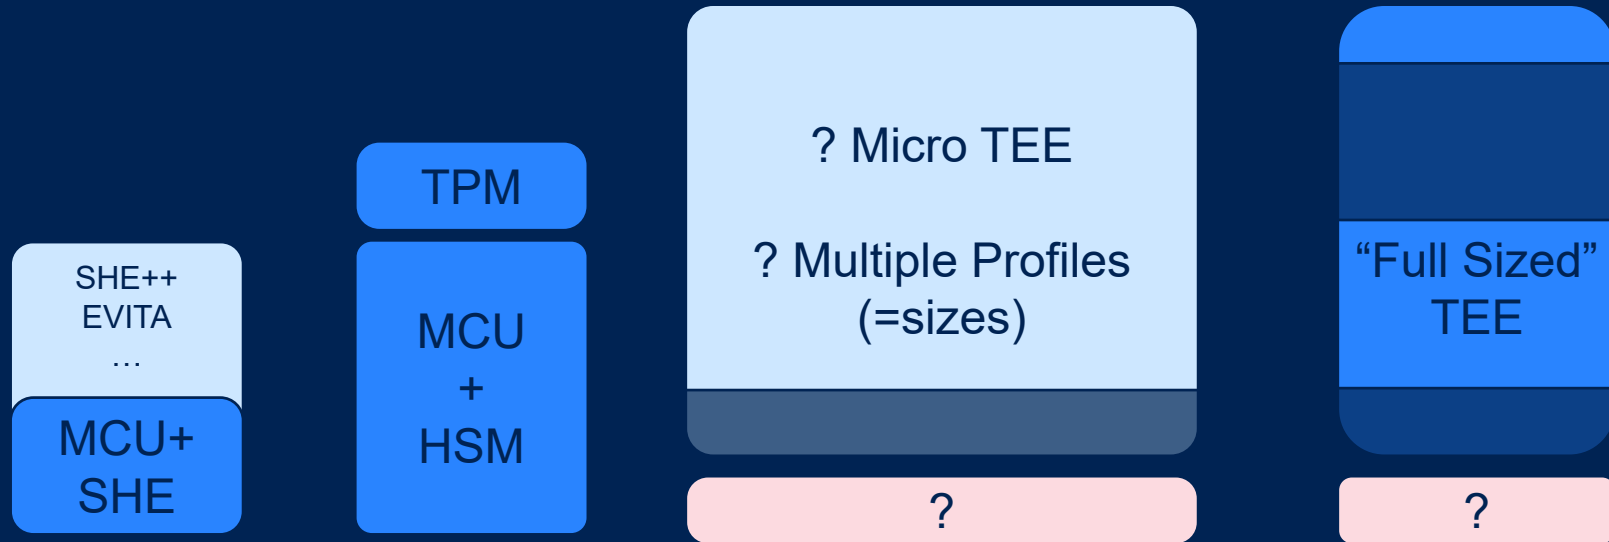 SHE++
EVITA
…
MCU+
SHE
TPM
MCU
+
HSM
? Micro TEE
? Multiple Profiles
(=sizes)
?
“Full Sized”
TEE
?